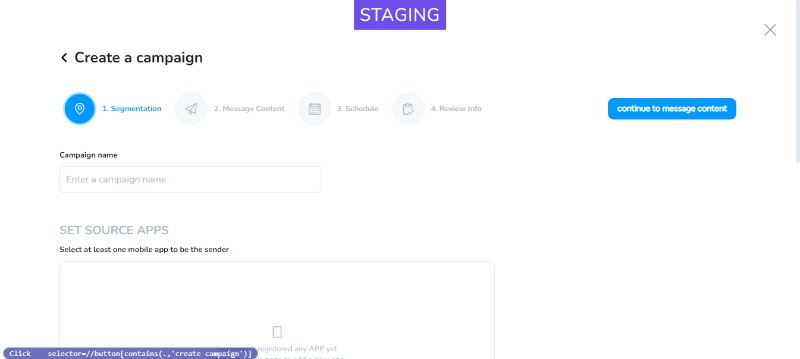 STAGING
Create a campaign
1. Segmentation
2. Message Content
3. Schedule
4. Review Info
continue to message content
Campaign name
Enter a campaign name
SET SOURCE APPS
Select at least one mobile app to be the sender
registered any APP yet
Click selector=//button[contains(.,'create campaign')]